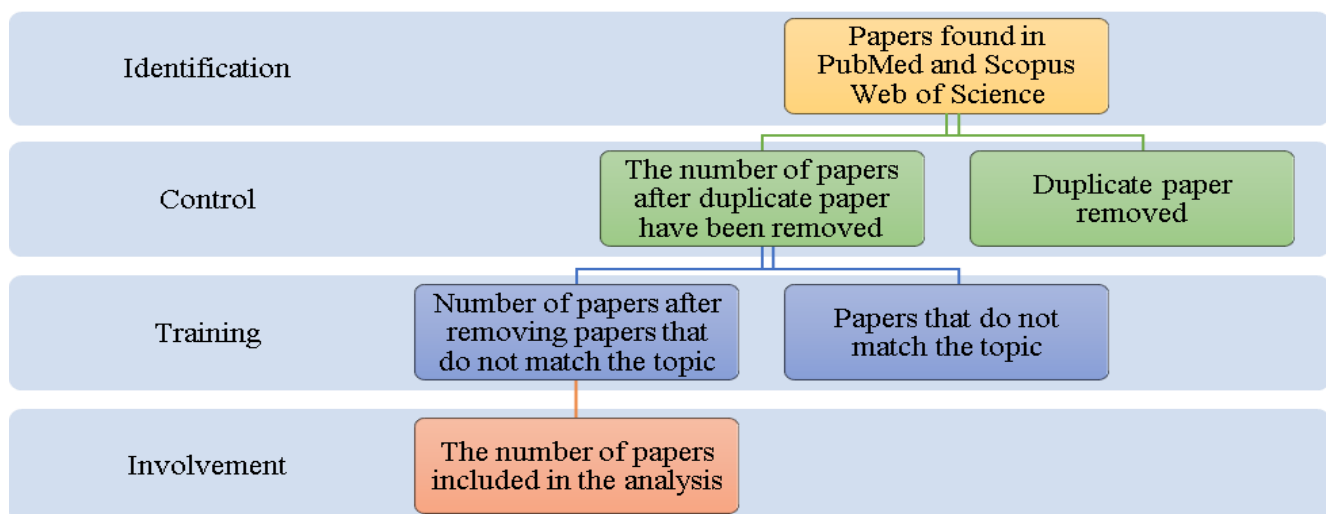 Identification
Papers found in
PubMed and Scopus
Web of Science
Control
The number of papers
after duplicate paper
have been removed
Duplicate paper
removed
Training
Number of papers after
removing papers that
do not match the topic
Papers that do not
match the topic
Involvement
The number of papers
included in the analysis